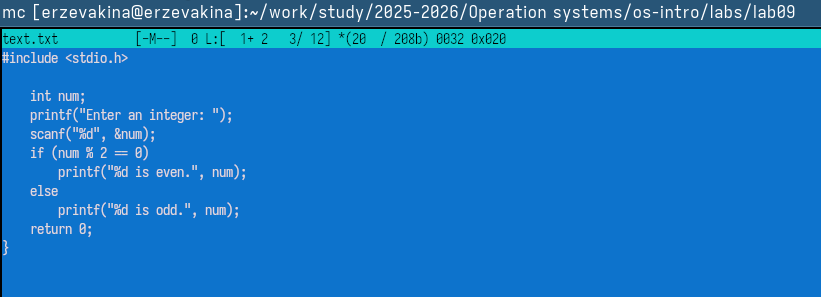 mc [erzevakina@erzevakina]:~/work/study/2025-2026/Operation systems/os-intro/labs/lab09
text.txt           [-M--]  0 L:[  1+ 2   3/ 12] *(20  / 208b) 0032 0x020
#include <stdio.h>

    int num;
    printf("Enter an integer: ");
    scanf("%d", &num);
    if (num % 2 == 0)
        printf("%d is even.", num);
    else
        printf("%d is odd.", num);
    return 0;
}